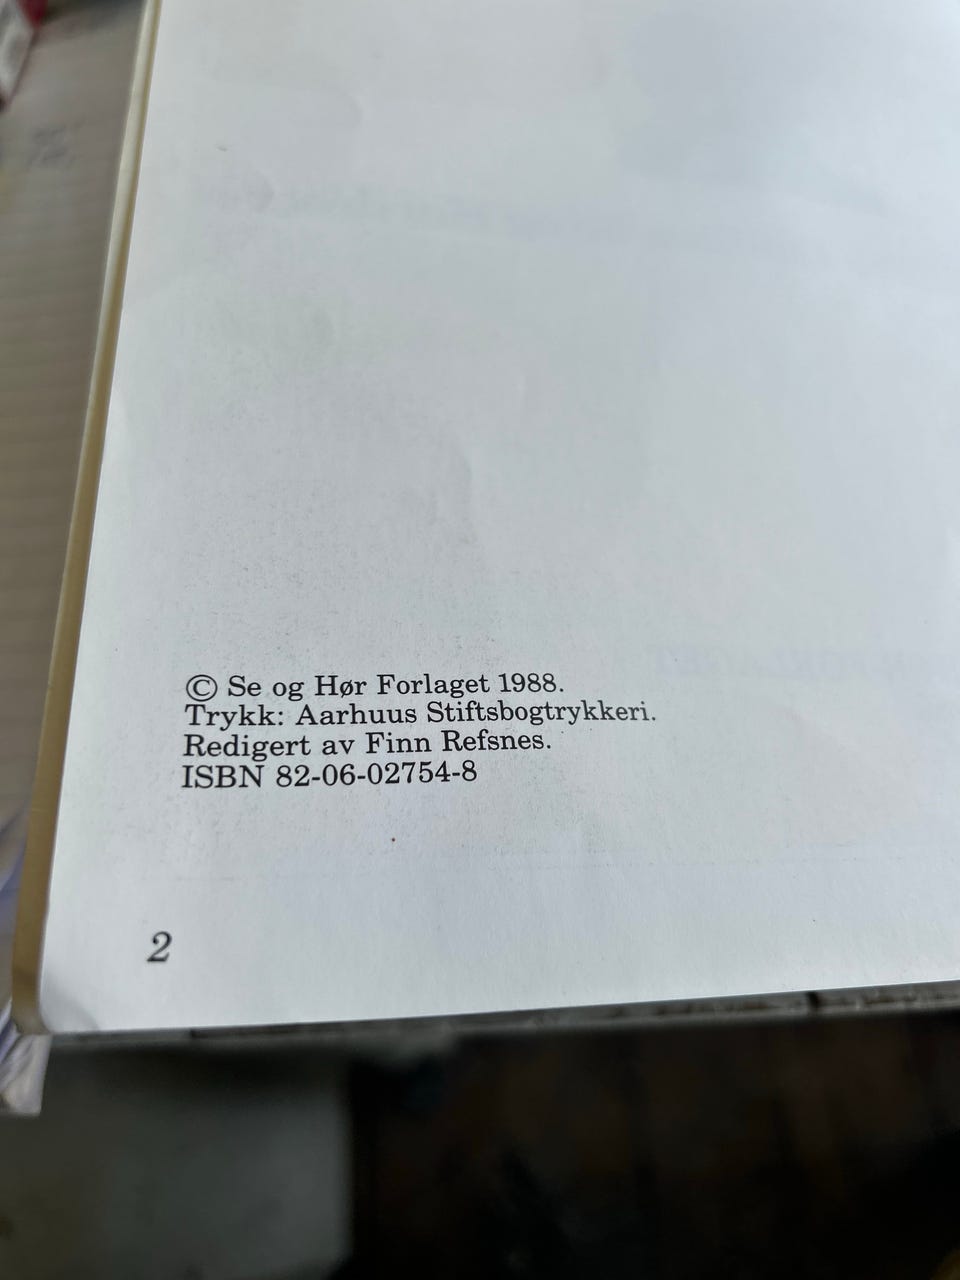 © Se og Hør Forlaget 1988.
Trykk: Aarhuus Stiftsbogtrykkeri.
Redigert av Finn Refsnes.
ISBN 82-06-02754-8
2